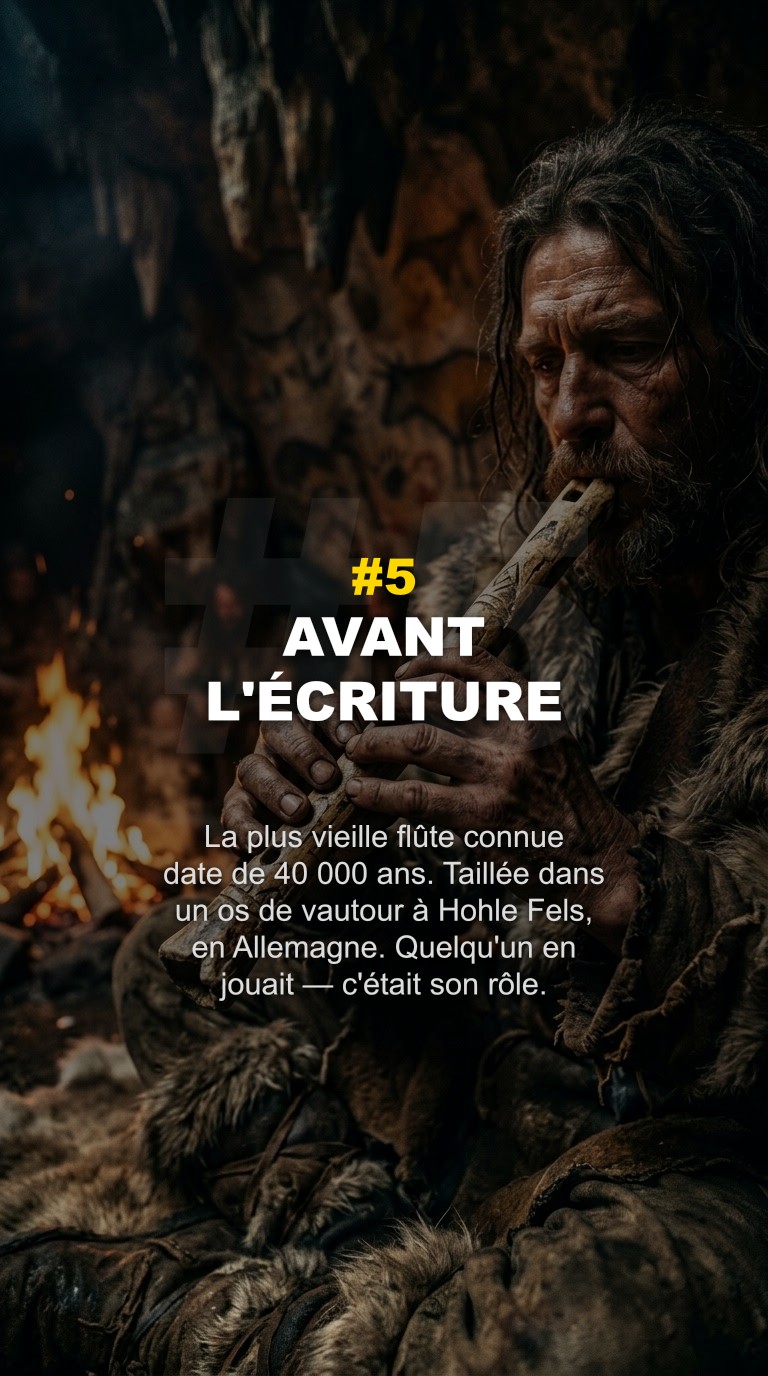 #5
AVANT
L'ÉCRITURE
La plus vieille flûte connue
date de 40 000 ans. Taillée dans
un os de vautour à Hohle Fels,
en Allemagne. Quelqu'un en
jouait — c'était son rôle.